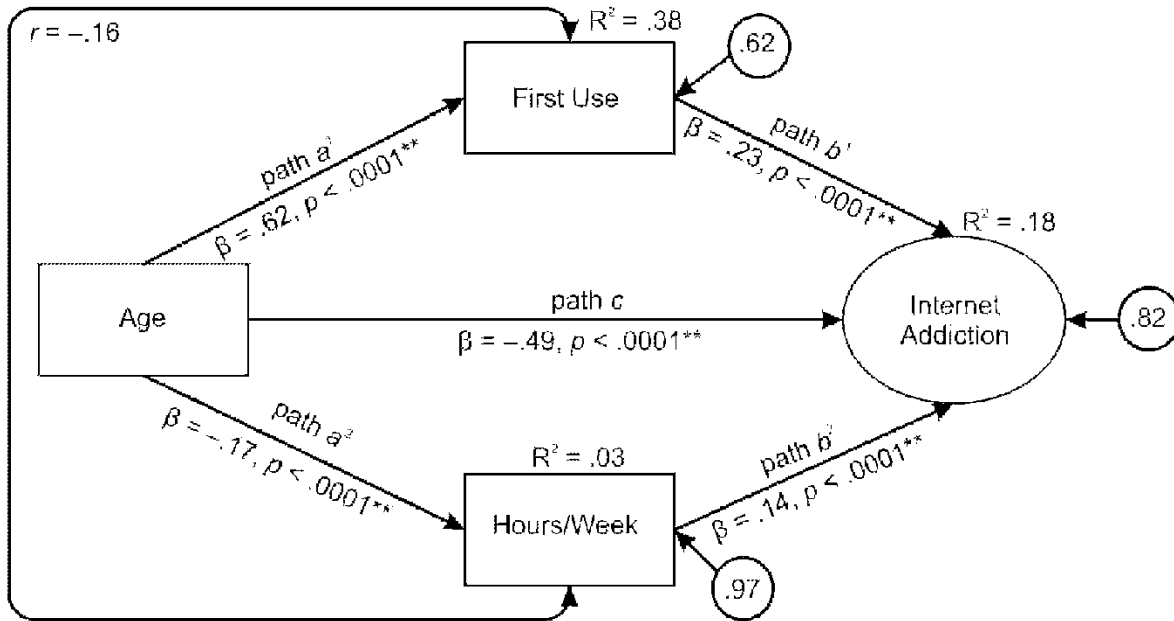 r = –.16
R² = .38
.62
First Use
path a¹
β = .62, p < .0001**
path b¹
β = .23, p < .0001**
R² = .18
Age
path c
β = –.49, p < .0001**
Internet
Addiction
.82
path a²
β = –.17, p < .0001**
R² = .03
Hours/Week
path b²
β = .14, p < .0001**
.97